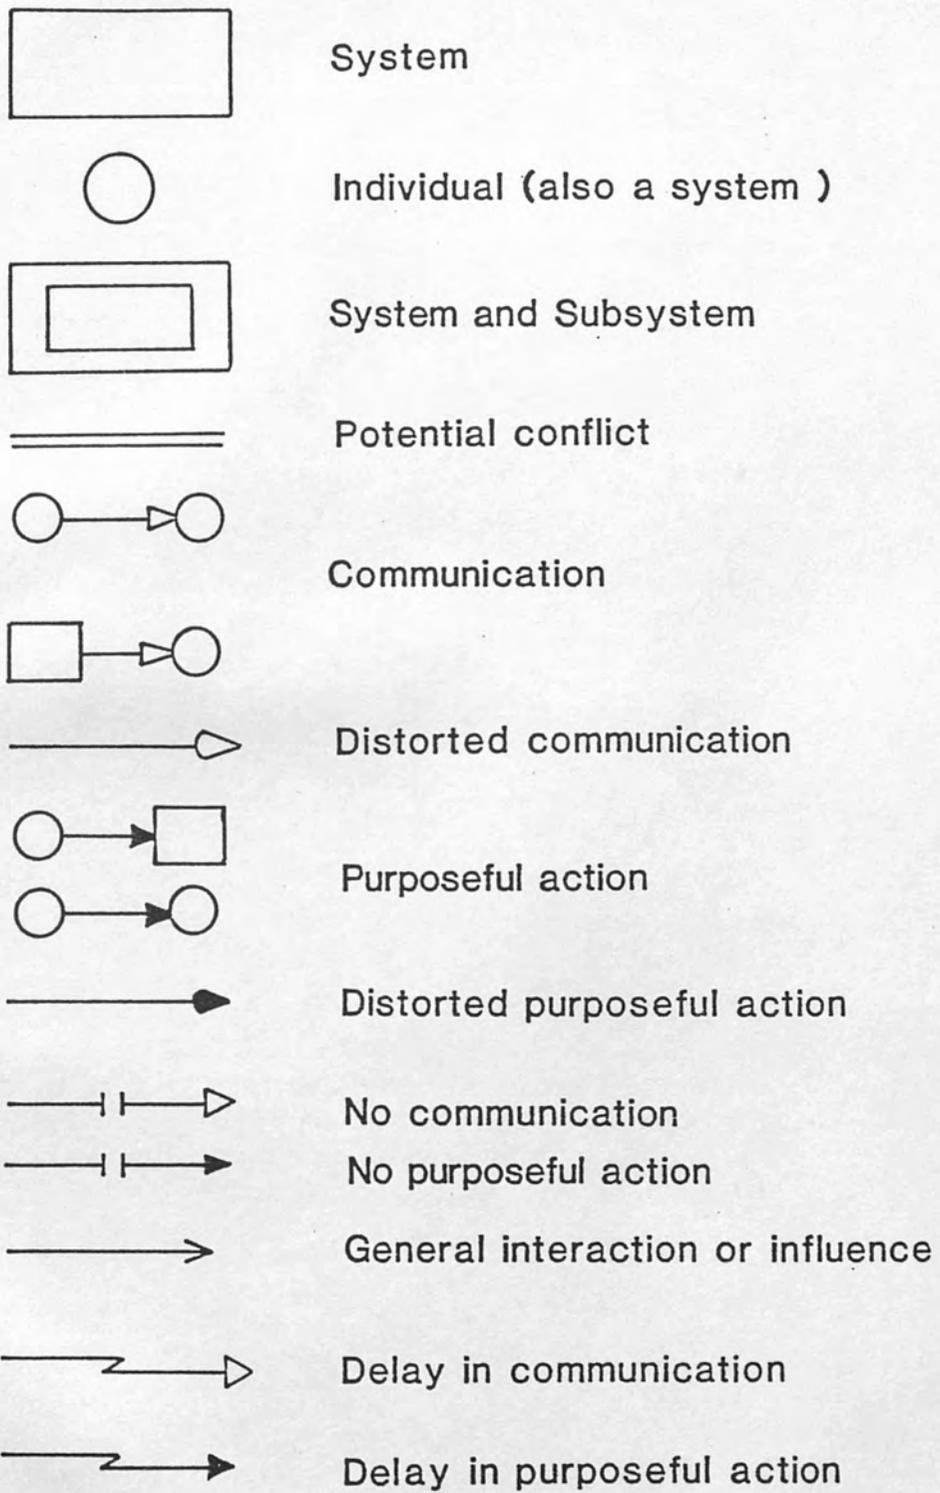 System
Individual (also a system )
System and Subsystem
Potential conflict
Communication
Distorted communication
Purposeful action
Distorted purposeful action
No communication
No purposeful action
General interaction or influence
Delay in communication
Delay in purposeful action